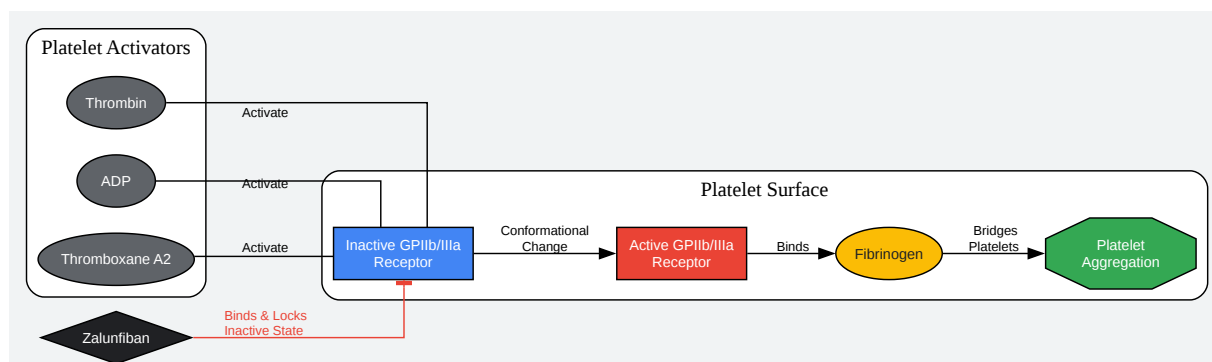 Platelet Activators
Thrombin
Activate
ADP
Activate
Platelet Surface
Thromboxane A2
Activate
Inactive GPIIb/IIIa
Receptor
Conformational
Change
Active GPIIb/IIIa
Receptor
Binds
Fibrinogen
Bridges
Platelets
Platelet
Aggregation
Zalunfiban
Binds & Locks
Inactive State